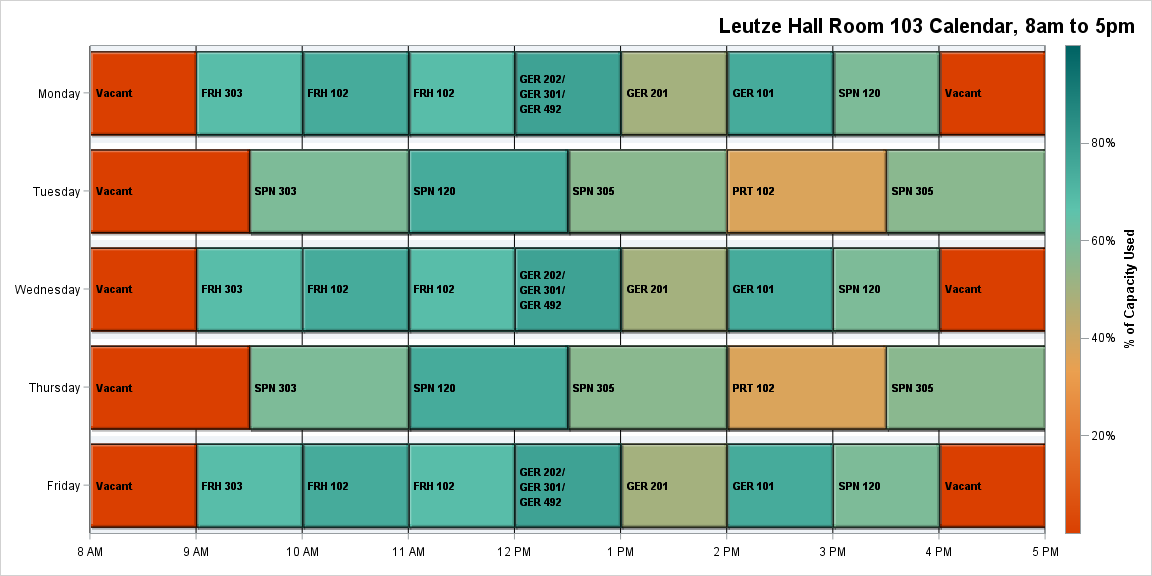 Leutze Hall Room 103 Calendar, 8am to 5pm
Monday
Vacant
FRH 303
FRH 102
FRH 102
GER 202/
GER 301/
GER 492
GER 201
GER 101
SPN 120
Vacant
Tuesday
Vacant
SPN 303
SPN 120
SPN 305
PRT 102
SPN 305
Wednesday
Vacant
FRH 303
FRH 102
FRH 102
GER 202/
GER 301/
GER 492
GER 201
GER 101
SPN 120
Vacant
Thursday
Vacant
SPN 303
SPN 120
SPN 305
PRT 102
SPN 305
Friday
Vacant
FRH 303
FRH 102
FRH 102
GER 202/
GER 301/
GER 492
GER 201
GER 101
SPN 120
Vacant
8 AM
9 AM
10 AM
11 AM
12 PM
1 PM
2 PM
3 PM
4 PM
5 PM
80%
60%
40%
20%
% of Capacity Used